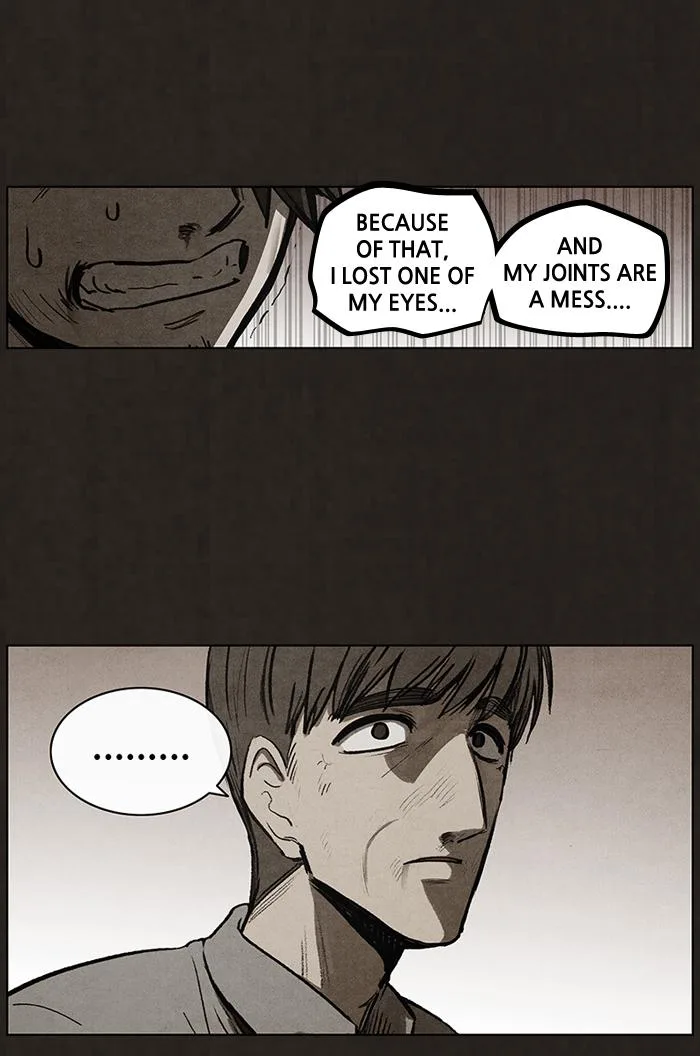 BECAUSE
OF THAT,
I LOST ONE OF
MY EYES...
AND
MY JOINTS ARE
A MESS....
.........